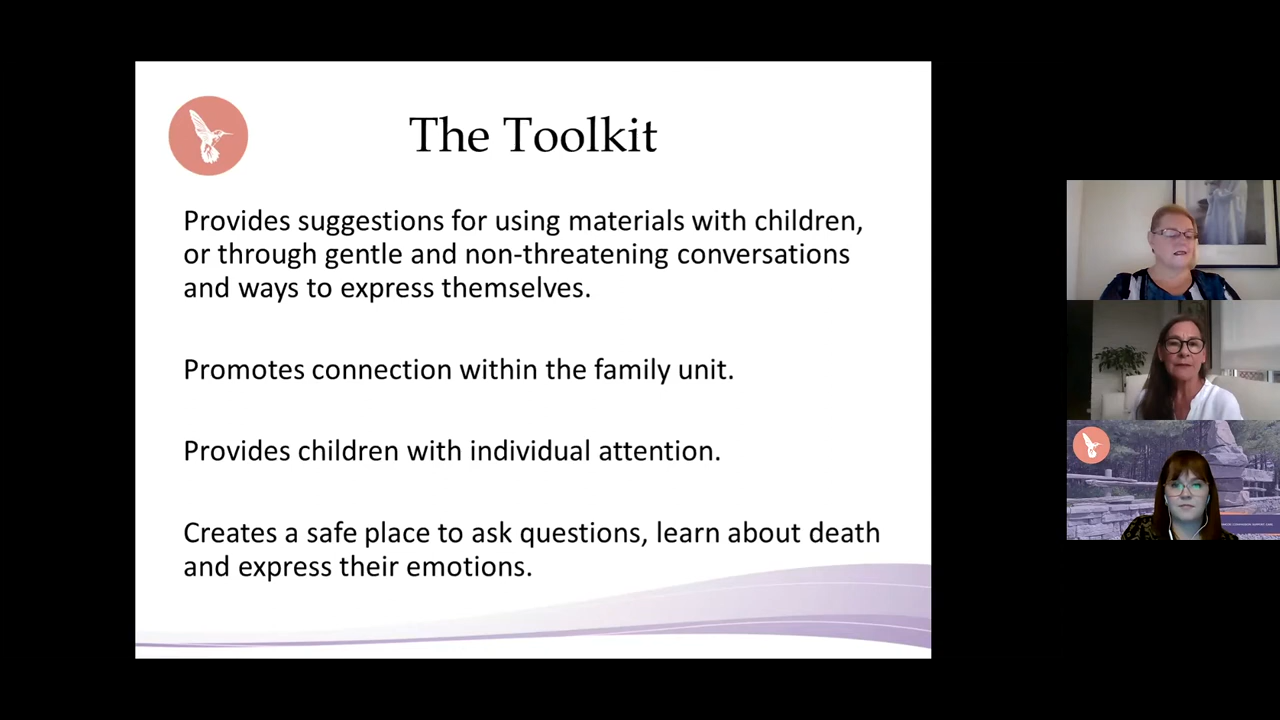 The Toolkit
Provides suggestions for using materials with children,
or through gentle and non-threatening conversations
and ways to express themselves.
Promotes connection within the family unit.
Provides children with individual attention.
Creates a safe place to ask questions, learn about death
and express their emotions.